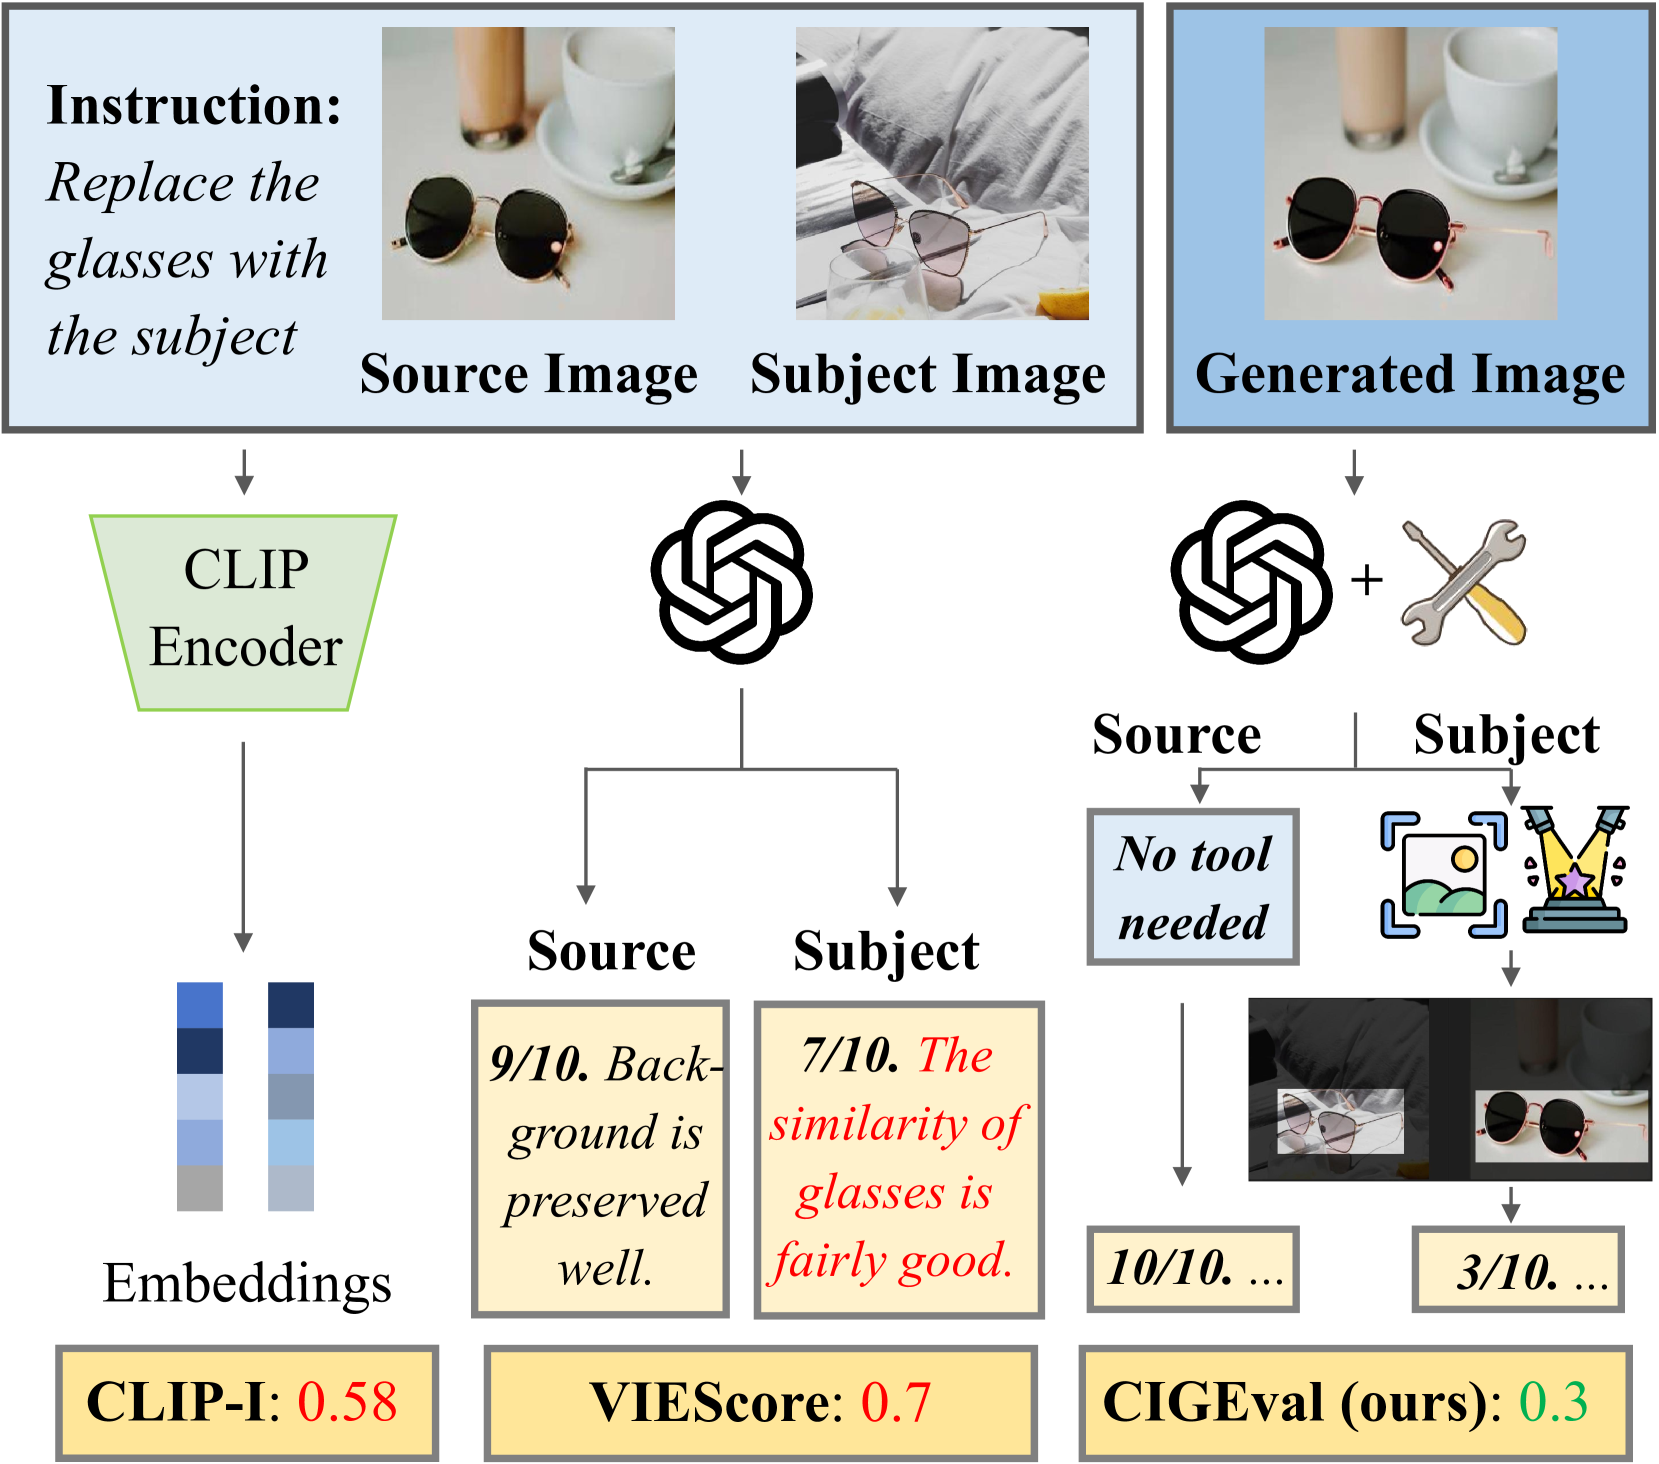 Instruction:
Replace the
glasses with
the subject
Source Image
Subject Image
Generated Image
CLIP
Encoder
Embeddings
CLIP-I: 0.58
Source
9/10. Back-
ground is
preserved
well.
Subject
7/10. The
similarity of
glasses is
fairly good.
VIEScore: 0.7
+
Source
No tool
needed
10/10. ...
Subject
3/10. ...
CIGEval (ours): 0.3